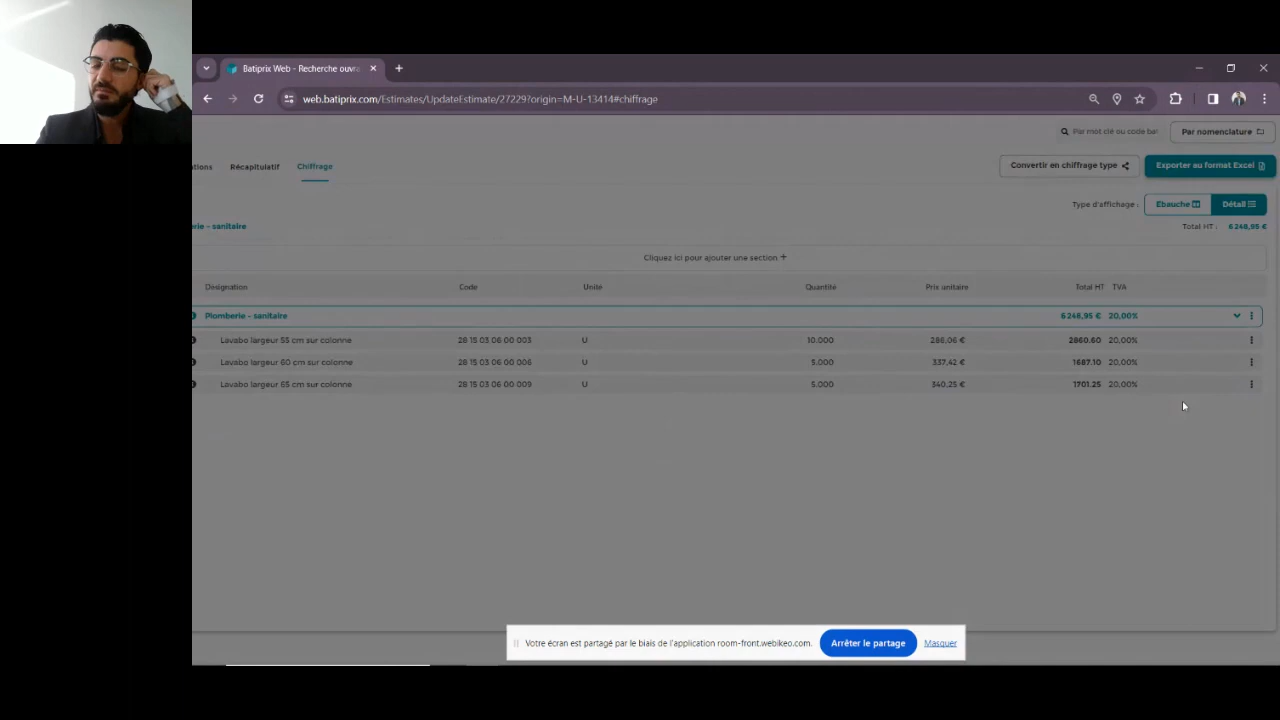 Batiprix Web - Recherche ouvra
web.batiprix.com/Estimates/UpdateEstimate/27229?origin=M-U-13414#chiffrage
Par mot clé ou code ba
Par nomenclature
ations Récapitulatif Chiffrage
Convertir en chiffrage type
Exporter au format Excel
Type d'affichage :
Ebauche
Détail
rie - sanitaire
Total HT : 6 248,95 €
Cliquez ici pour ajouter une section +
Désignation Code Unité Quantité Prix unitaire Total HT TVA
Plomberie - sanitaire 6 248,95 € 20,00%
Lavabo largeur 55 cm sur colonne 28 15 03 06 00 003 U 10.000 286,06 € 2860.60 20,00%
Lavabo largeur 60 cm sur colonne 28 15 03 06 00 006 U 5.000 337,42 € 1687.10 20,00%
Lavabo largeur 65 cm sur colonne 28 15 03 06 00 009 U 5.000 340,25 € 1701.25 20,00%
Votre écran est partagé par le biais de l'application room-front.webikeo.com.
Arrêter le partage
Masquer